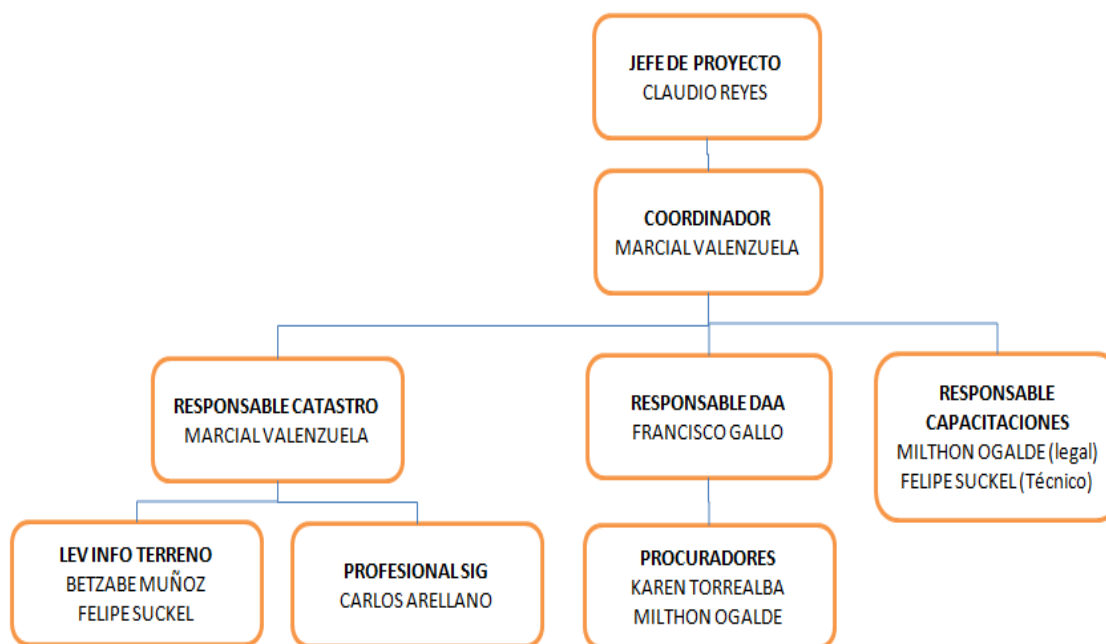 JEFE DE PROYECTO
CLAUDIO REYES
COORDINADOR
MARCIAL VALENZUELA
RESPONSABLE CATASTRO
MARCIAL VALENZUELA
RESPONSABLE DAA
FRANCISCO GALLO
RESPONSABLE
CAPACITACIONES
MILTHON OGALDE (legal)
FELIPE SUCKEL (Técnico)
LEV INFO TERRENO
BETZABE MUÑOZ
FELIPE SUCKEL
PROFESIONAL SIG
CARLOS ARELLANO
PROCURADORES
KAREN TORREALBA
MILTHON OGALDE